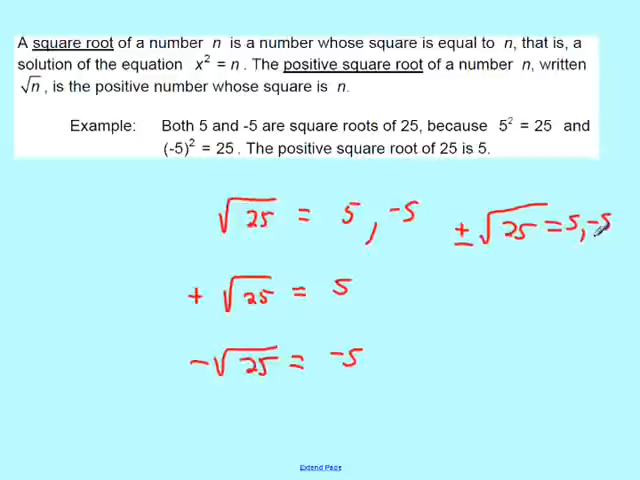 A square root of a number n is a number whose square is equal to n, that is, a
solution of the equation x² = n. The positive square root of a number n, written
√n, is the positive number whose square is n.
Example: Both 5 and -5 are square roots of 25, because 5² = 25 and
(-5)² = 25. The positive square root of 25 is 5.
√25 = 5, -5
± √25 = 5, -5
+ √25 = 5
-√25 = -5
Extend Page